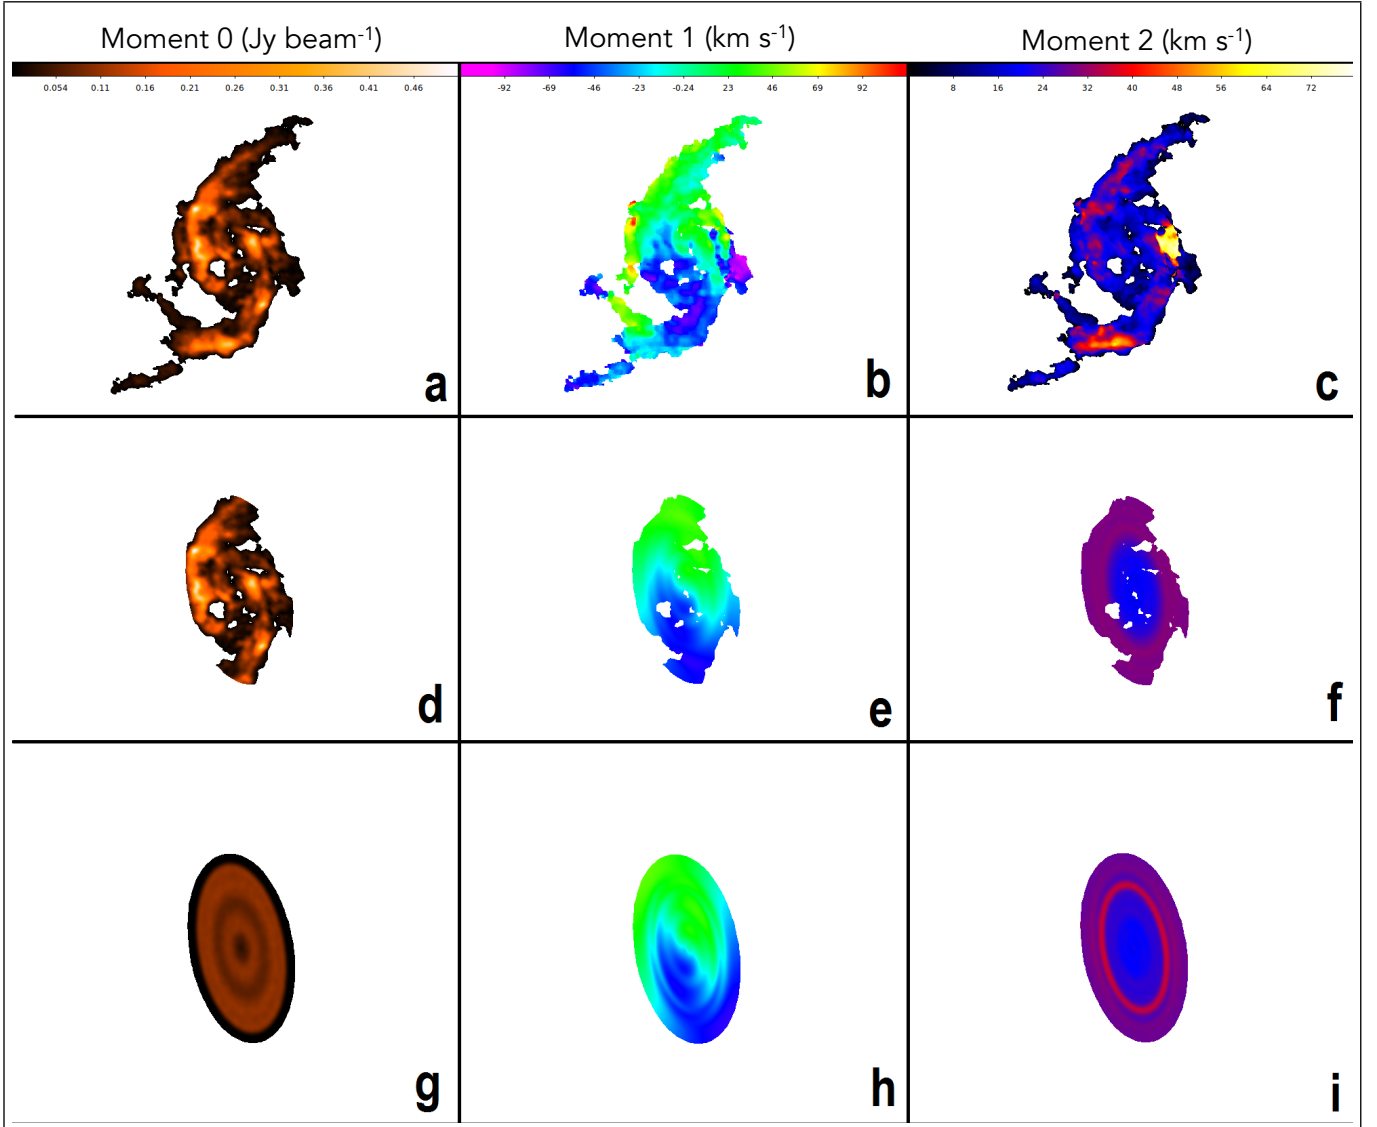 Moment 0 (Jy beam⁻¹) Moment 1 (km s⁻¹) Moment 2 (km s⁻¹)
0.054 0.11 0.16 0.21 0.26 0.31 0.36 0.41 0.46 -92 -69 -46 -23 -0.24 23 46 69 92 8 16 24 32 40 48 56 64 72
a b c
d e f
g h i